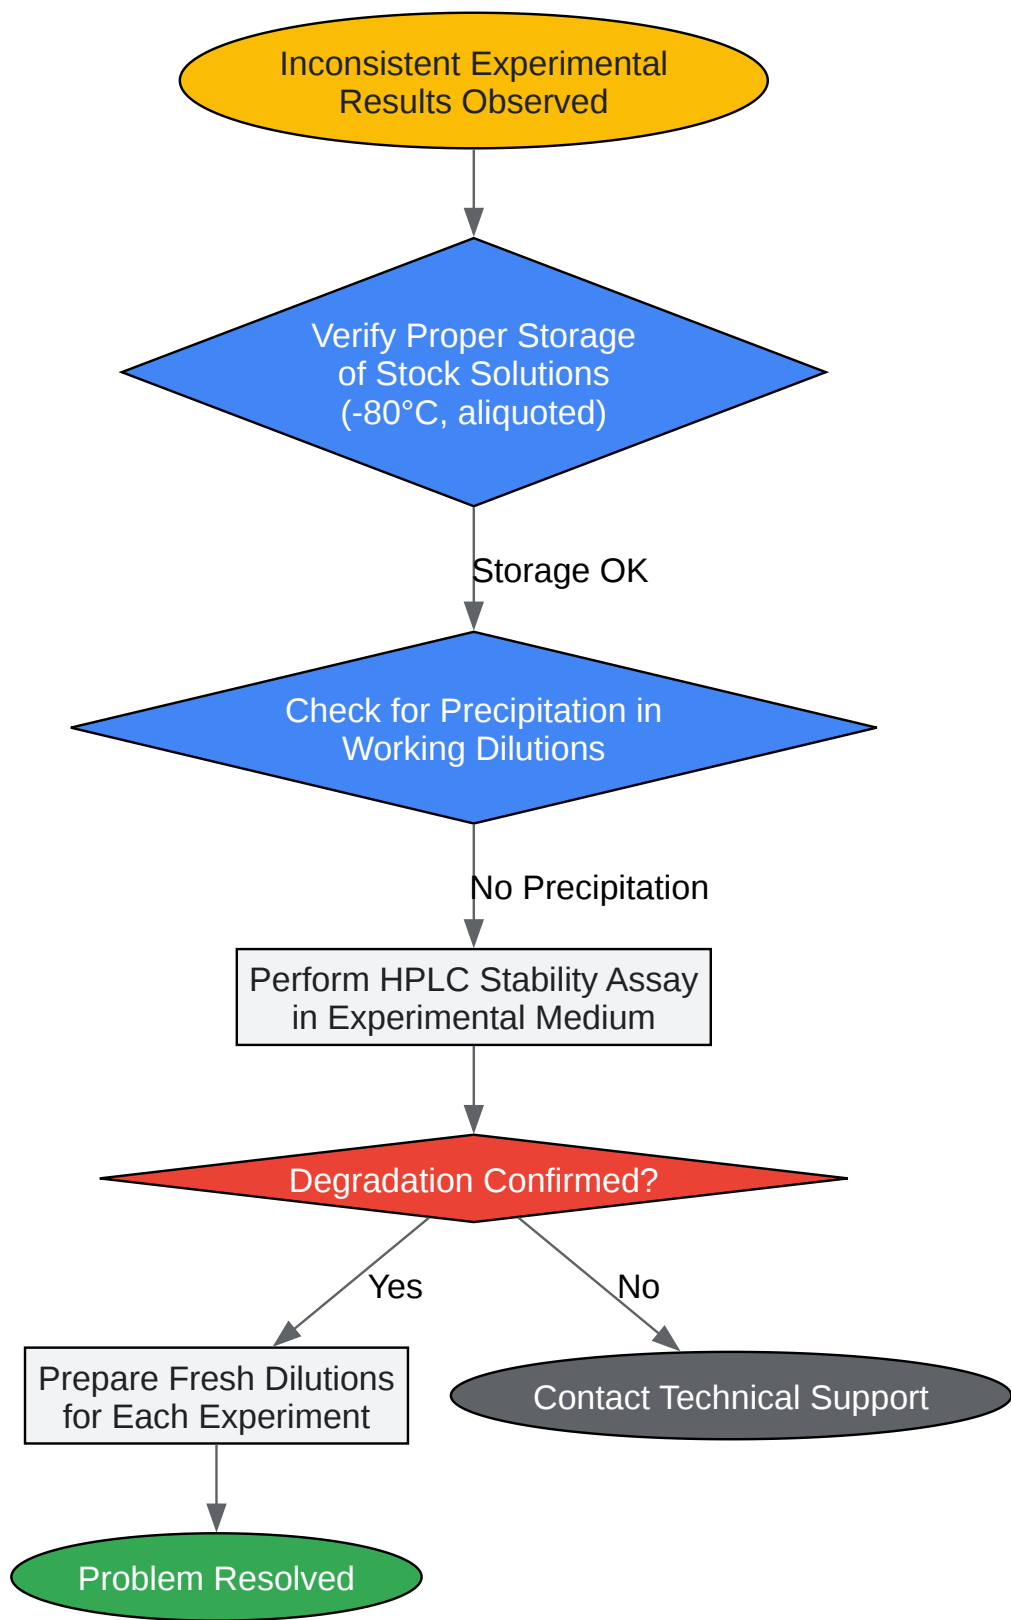 Inconsistent Experimental
Results Observed
Verify Proper Storage
of Stock Solutions
(-80°C, aliquoted)
Storage OK
Check for Precipitation in
Working Dilutions
No Precipitation
Perform HPLC Stability Assay
in Experimental Medium
Degradation Confirmed?
Yes
No
Prepare Fresh Dilutions
for Each Experiment
Contact Technical Support
Problem Resolved